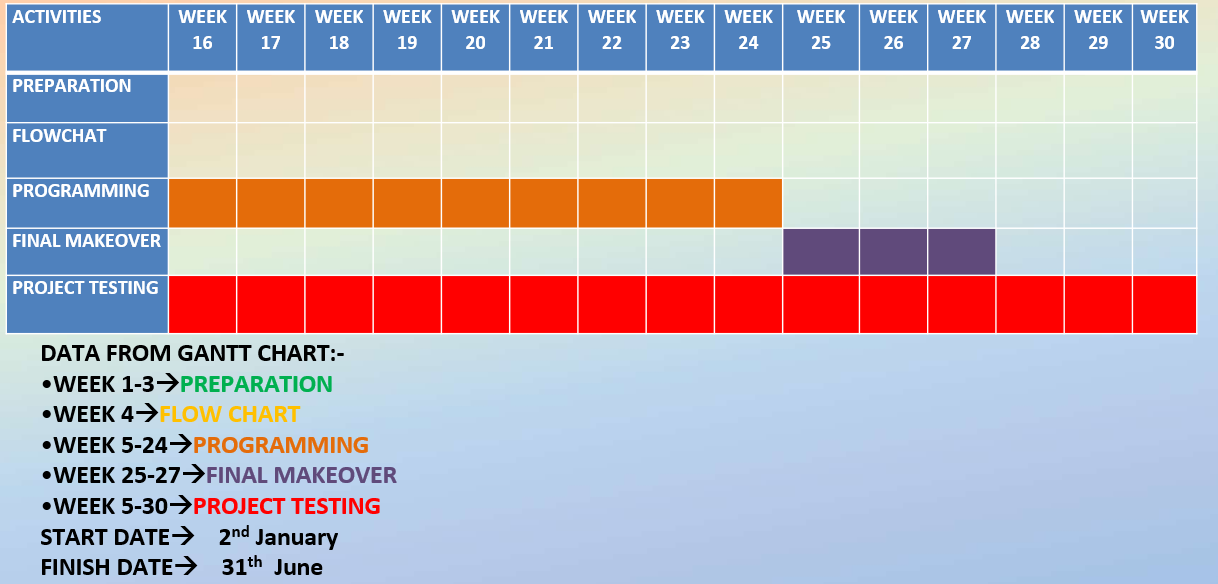 ACTIVITIES WEEK 16 WEEK 17 WEEK 18 WEEK 19 WEEK 20 WEEK 21 WEEK 22 WEEK 23 WEEK 24 WEEK 25 WEEK 26 WEEK 27 WEEK 28 WEEK 29 WEEK 30
PREPARATION
FLOWCHAT
PROGRAMMING
FINAL MAKEOVER
PROJECT TESTING
DATA FROM GANTT CHART:-
•WEEK 1-3→PREPARATION
•WEEK 4→FLOW CHART
•WEEK 5-24→PROGRAMMING
•WEEK 25-27→FINAL MAKEOVER
•WEEK 5-30→PROJECT TESTING
START DATE→ 2nd January
FINISH DATE→ 31th June